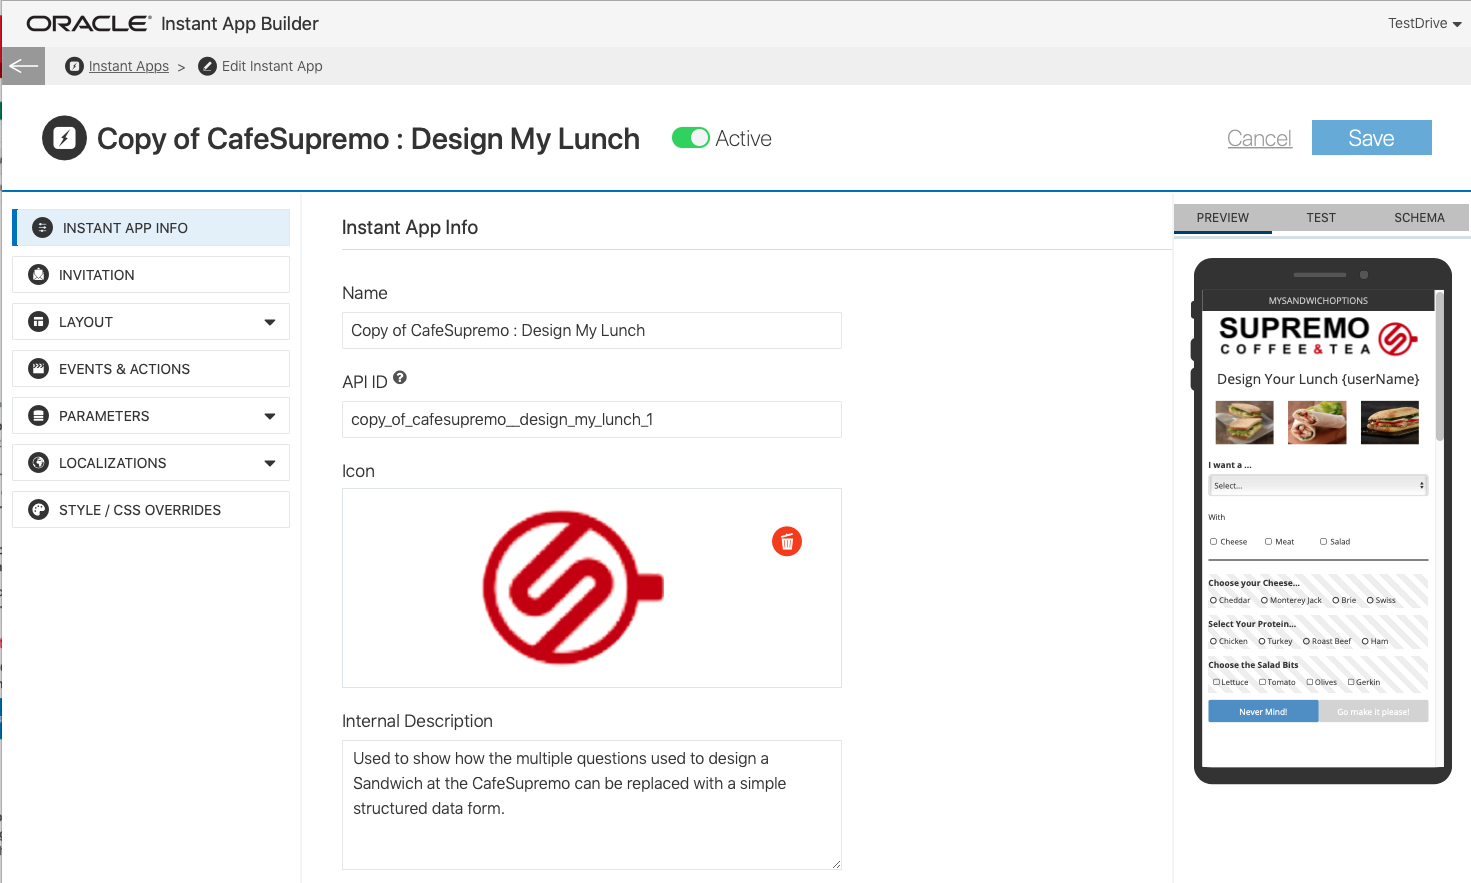 ORACLE Instant App Builder
TestDrive
Instant Apps > Edit Instant App
Copy of CafeSupremo : Design My Lunch
Active
Cancel
Save
INSTANT APP INFO
INVITATION
LAYOUT
EVENTS & ACTIONS
PARAMETERS
LOCALIZATIONS
STYLE / CSS OVERRIDES
Instant App Info
Name
Copy of CafeSupremo : Design My Lunch
API ID
copy_of_cafesupremo__design_my_lunch_1
Icon
Internal Description
Used to show how the multiple questions used to design a
Sandwich at the CafeSupremo can be replaced with a simple
structured data form.
PREVIEW TEST SCHEMA
MYSANDWICHOPTIONS
SUPREMO
COFFEE&TEA
Design Your Lunch {userName}
I want a ...
Select...
With
Cheese Meat Salad
Choose your Cheese...
Cheddar Monterey Jack Brie Swiss
Select Your Protein...
Chicken Turkey Roast Beef Ham
Choose the Salad Bits
Lettuce Tomato Olives Gerkin
Never Mind! Go make it please!